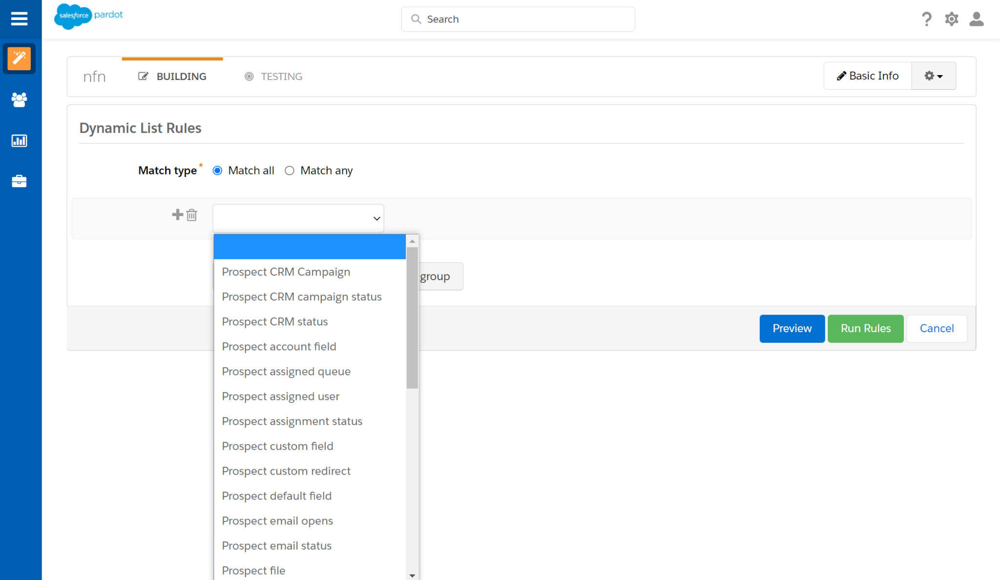 salesforce pardot
Search
nfn
BUILDING
TESTING
Basic Info
Dynamic List Rules
Match type * Match all Match any
Prospect CRM Campaign
group
Prospect CRM campaign status
Prospect CRM status
Preview
Run Rules
Cancel
Prospect account field
Prospect assigned queue
Prospect assigned user
Prospect assignment status
Prospect custom field
Prospect custom redirect
Prospect default field
Prospect email opens
Prospect email status
Prospect file